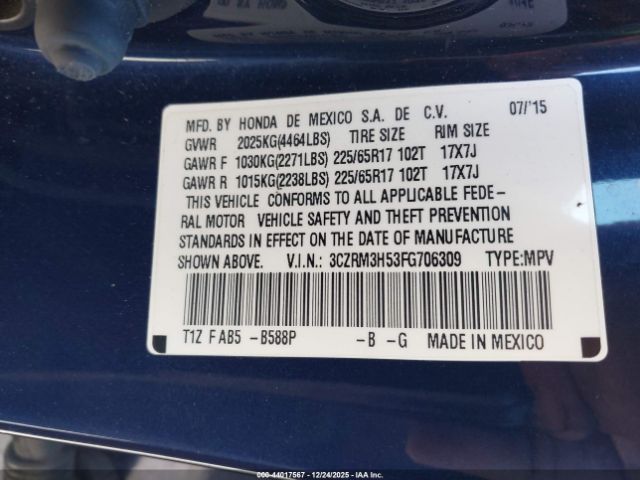 MFD. BY HONDA DE MEXICO S.A. DE C.V. 07/'15
GVWR 2025KG(4464LBS) TIRE SIZE RIM SIZE
GAWR F 1030KG(2271LBS) 225/65R17 102T 17X7J
GAWR R 1015KG(2238LBS) 225/65R17 102T 17X7J
THIS VEHICLE CONFORMS TO ALL APPLICABLE FEDE-
RAL MOTOR VEHICLE SAFETY AND THEFT PREVENTION
STANDARDS IN EFFECT ON THE DATE OF MANUFACTURE
SHOWN ABOVE. V.I.N.: 3CZRM3H53FG706309 TYPE:MPV
T1Z F AB5 -B588P -B -G MADE IN MEXICO
000-44017567 - 12/24/2025 - IAAI.com